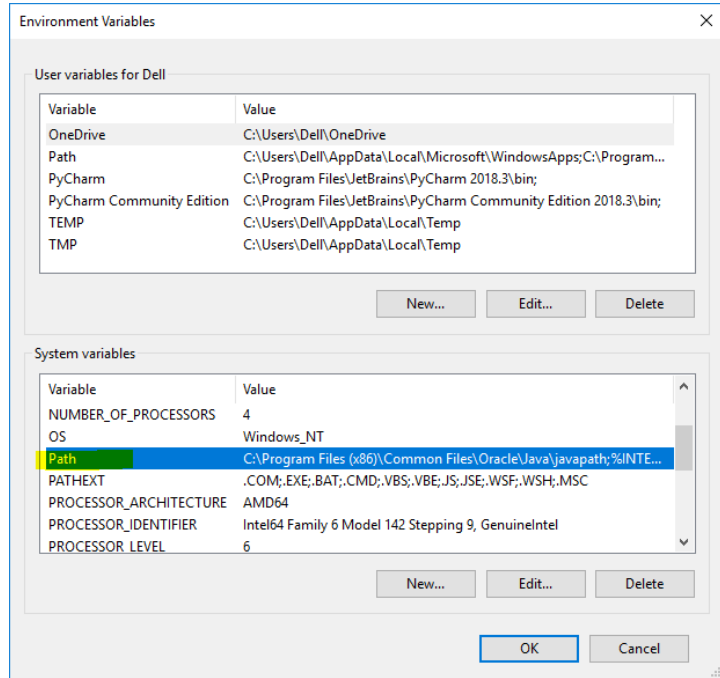 Environment Variables
User variables for Dell
Variable Value
OneDrive C:\Users\Dell\OneDrive
Path C:\Users\Dell\AppData\Local\Microsoft\WindowsApps;C:\Program...
PyCharm C:\Program Files\JetBrains\PyCharm 2018.3\bin;
PyCharm Community Edition C:\Program Files\JetBrains\PyCharm Community Edition 2018.3\bin;
TEMP C:\Users\Dell\AppData\Local\Temp
TMP C:\Users\Dell\AppData\Local\Temp
New... Edit... Delete
System variables
Variable Value
NUMBER_OF_PROCESSORS 4
OS Windows_NT
Path C:\Program Files (x86)\Common Files\Oracle\Java\javapath;%INTE...
PATHEXT .COM;.EXE;.BAT;.CMD;.VBS;.VBE;.JS;.JSE;.WSF;.WSH;.MSC
PROCESSOR_ARCHITECTURE AMD64
PROCESSOR_IDENTIFIER Intel64 Family 6 Model 142 Stepping 9, GenuineIntel
PROCESSOR_LEVEL 6
New... Edit... Delete
OK Cancel